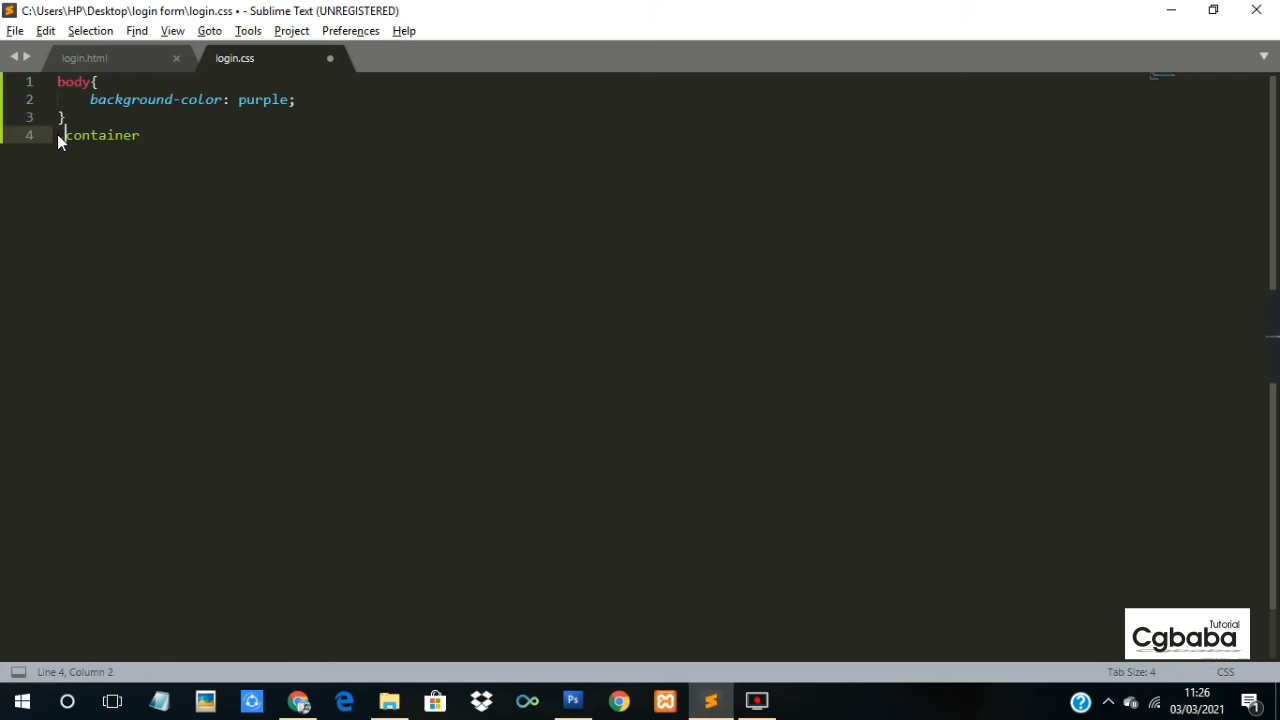 C:\Users\HP\Desktop\login form\login.css • - Sublime Text (UNREGISTERED)
File Edit Selection Find View Goto Tools Project Preferences Help
login.html login.css
1 body{
2 background-color: purple;
3 }
4 .container
Tutorial
Cgbaba
Line 4, Column 2 Tab Size: 4 CSS
Ps
11:26
03/03/2021
1